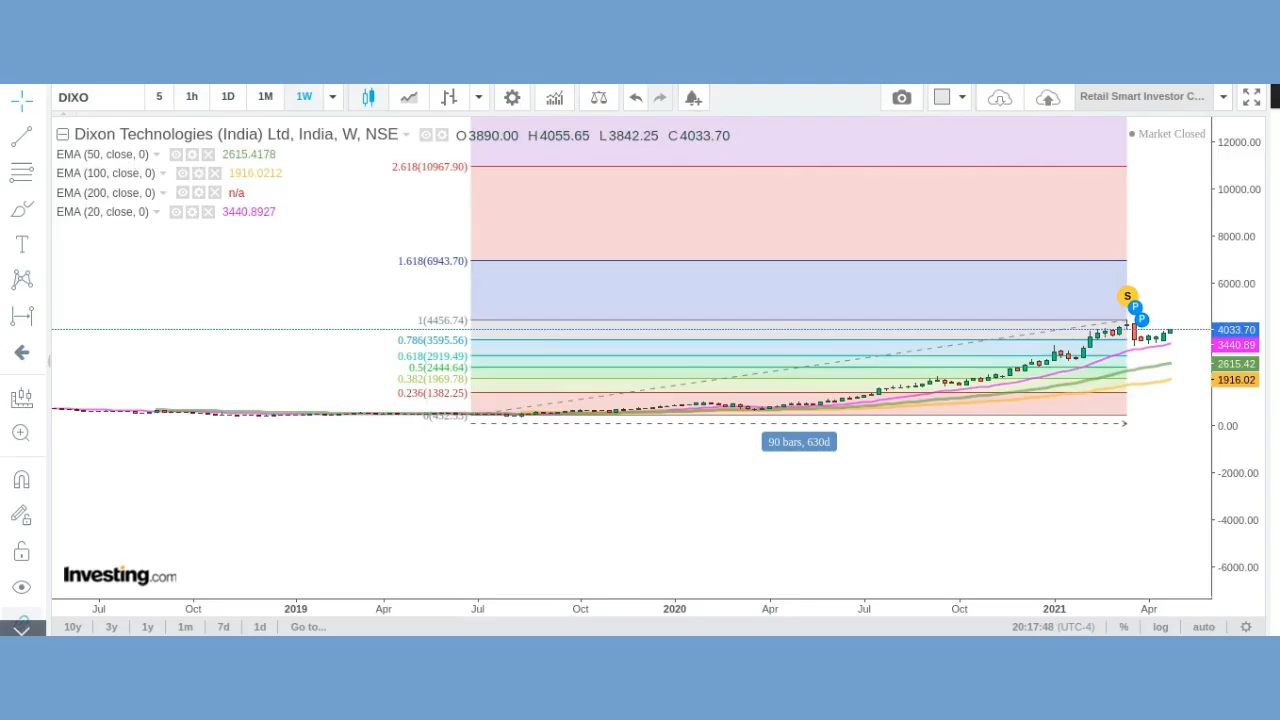 DIXO 5 1h 1D 1M 1W Retail Smart Investor C...
Dixon Technologies (India) Ltd, India, W, NSE O3890.00 H4055.65 L3842.25 C4033.70 Market Closed
EMA (50, close, 0) 2615.4178
EMA (100, close, 0) 1916.0212
EMA (200, close, 0) n/a
EMA (20, close, 0) 3440.8927
2.618(10967.90)
1.618(6943.70)
1(4456.74)
0.786(3595.56)
0.618(2919.49)
0.5(2444.64)
0.382(1969.78)
0.236(1382.25)
S
P
P
90 bars, 630d
12000.00
10000.00
8000.00
6000.00
4033.70
3440.89
2615.42
1916.02
0.00
-2000.00
-4000.00
-6000.00
Investing.com
Jul Oct 2019 Apr Jul Oct 2020 Apr Jul Oct 2021 Apr
10y 3y 1y 1m 7d 1d Go to... 20:17:48 (UTC-4) % log auto